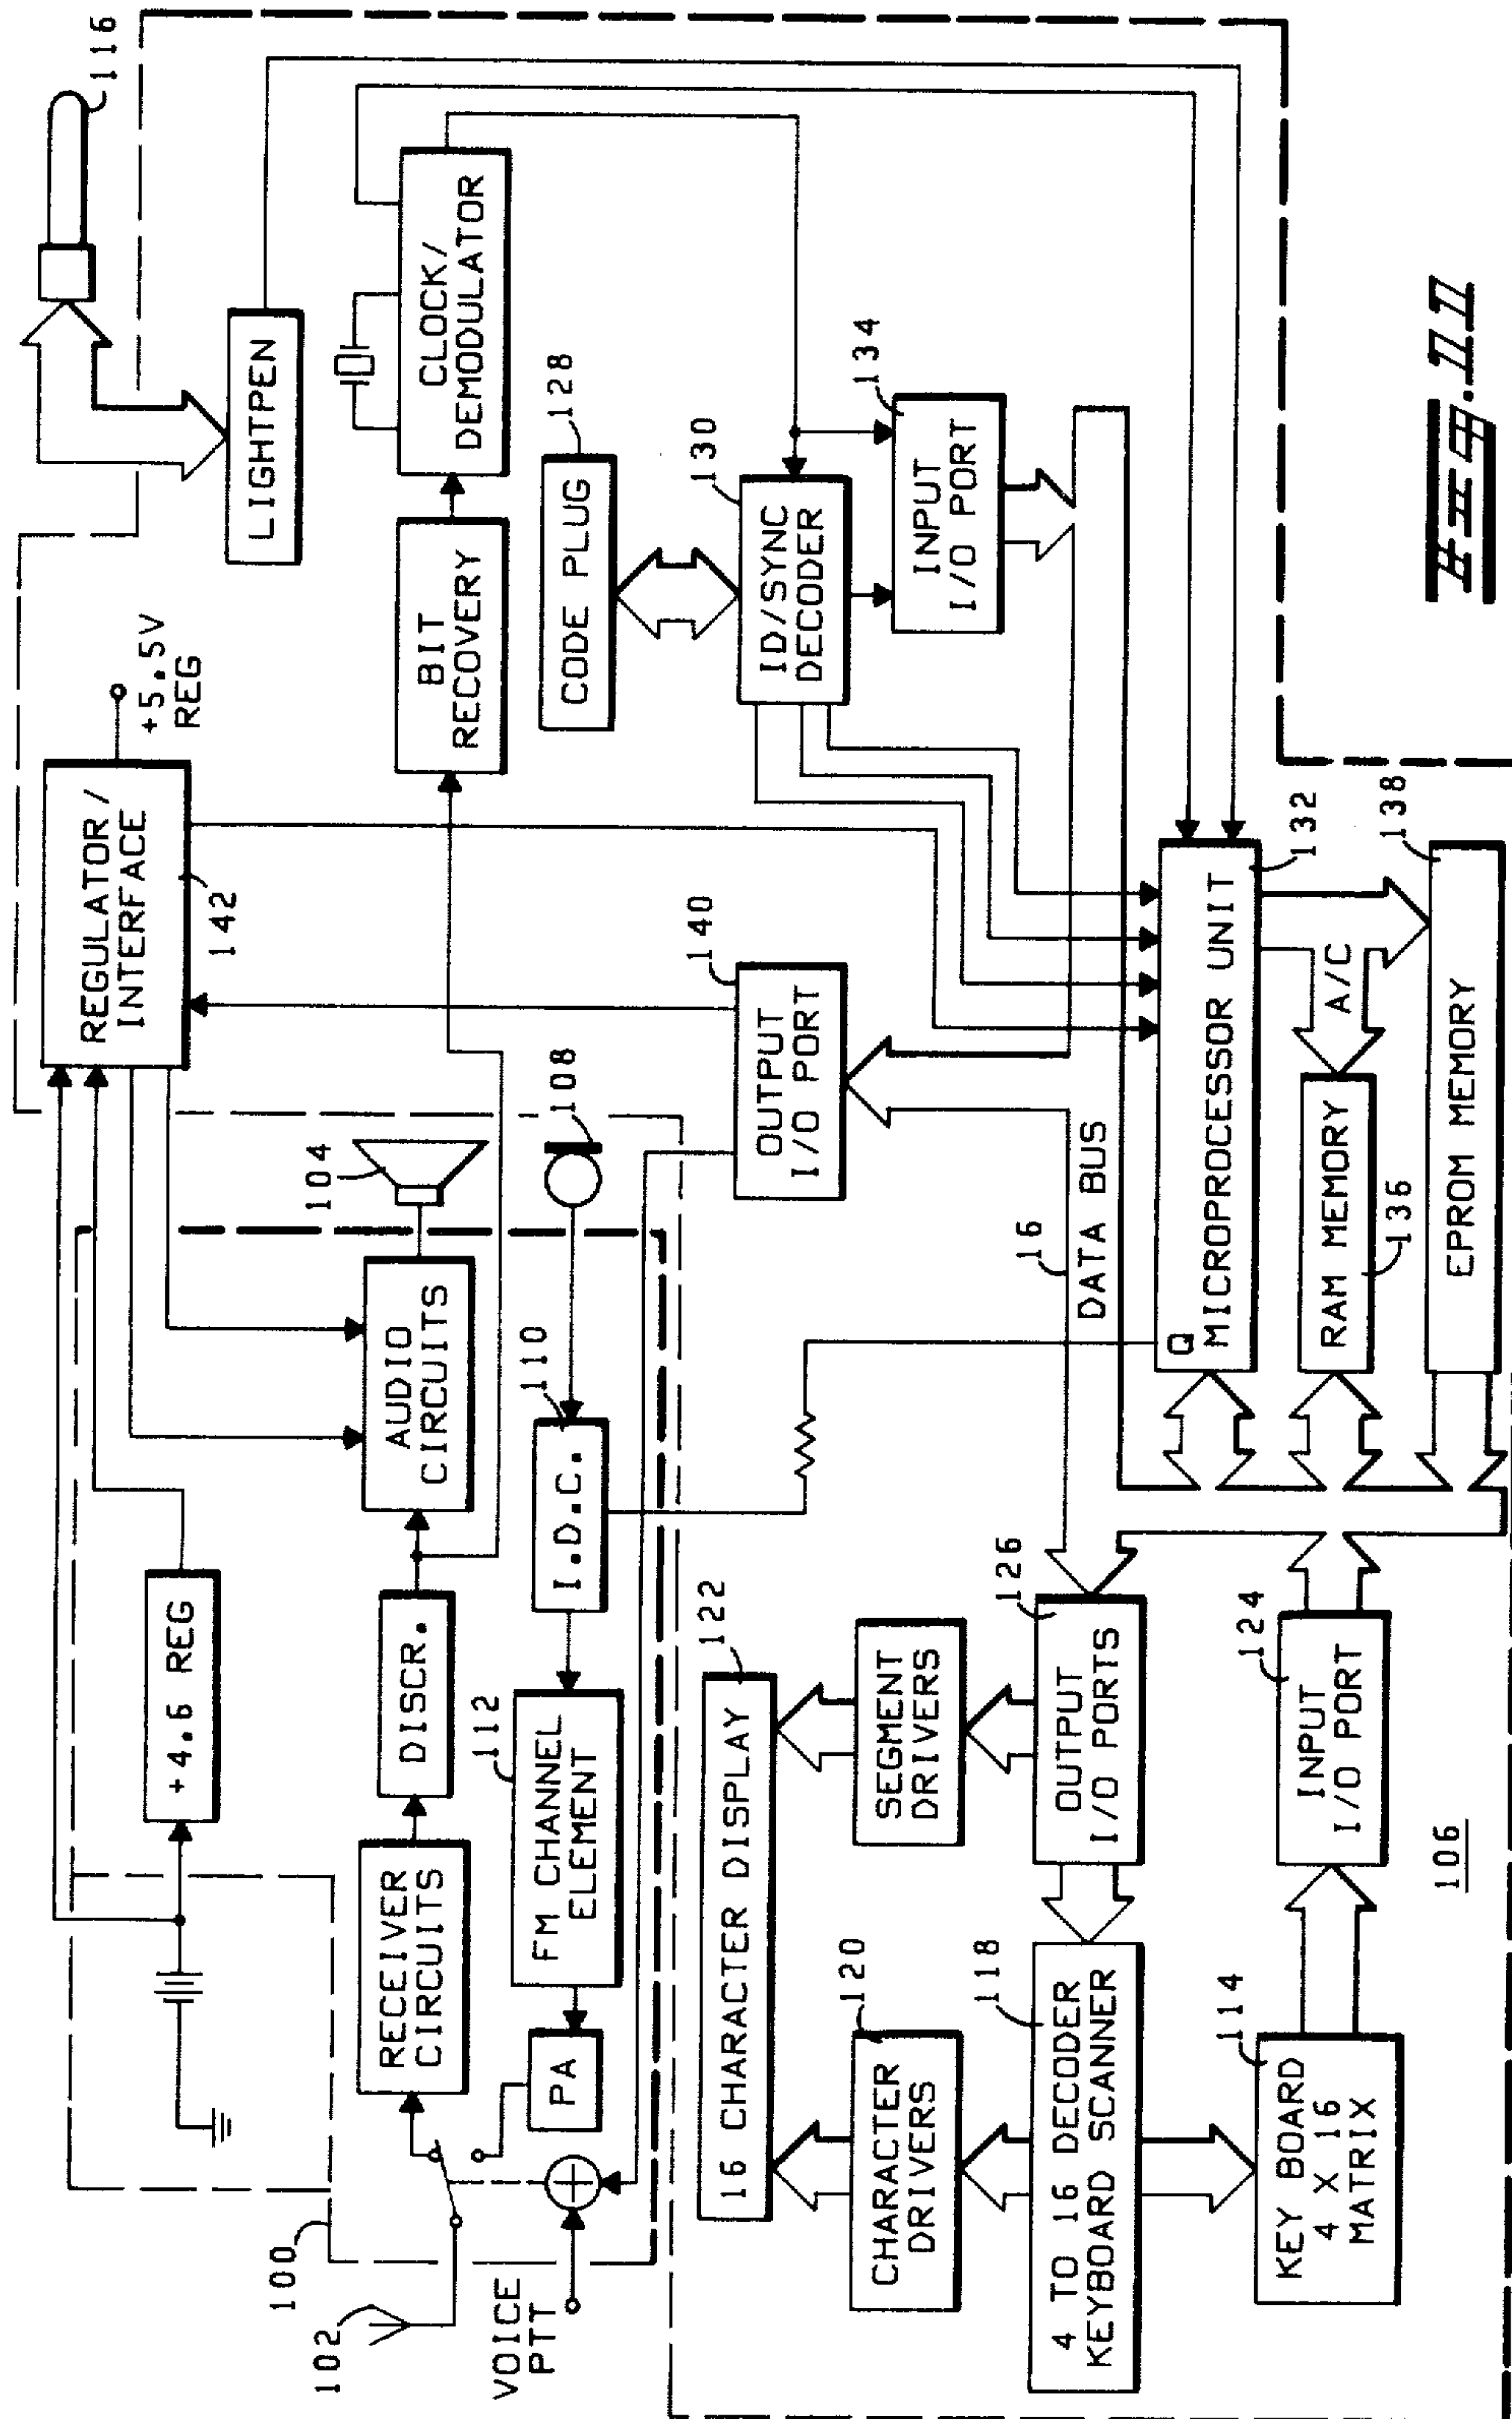 116
LIGHTPEN
CLOCK/
DEMODULATOR
BIT
RECOVERY
128
CODE PLUG
130
ID/SYNC
DECODER
134
INPUT
I/O PORT
+5.5V
REG
REGULATOR/
INTERFACE
142
140
OUTPUT
I/O PORT
104
AUDIO
CIRCUITS
108
110
I.D.C.
+4.6 REG
DISCR.
RECEIVER
CIRCUITS
112
FM CHANNEL
ELEMENT
PA
100
102
VOICE
PTT
16
DATA BUS
Q
MICROPROCESSOR UNIT
132
A/C
RAM MEMORY
136
138
EPROM MEMORY
122
16 CHARACTER DISPLAY
SEGMENT
DRIVERS
126
OUTPUT
I/O PORTS
120
CHARACTER
DRIVERS
118
4 TO 16 DECODER
KEYBOARD SCANNER
124
INPUT
I/O PORT
114
KEY BOARD
4 X 16
MATRIX
106